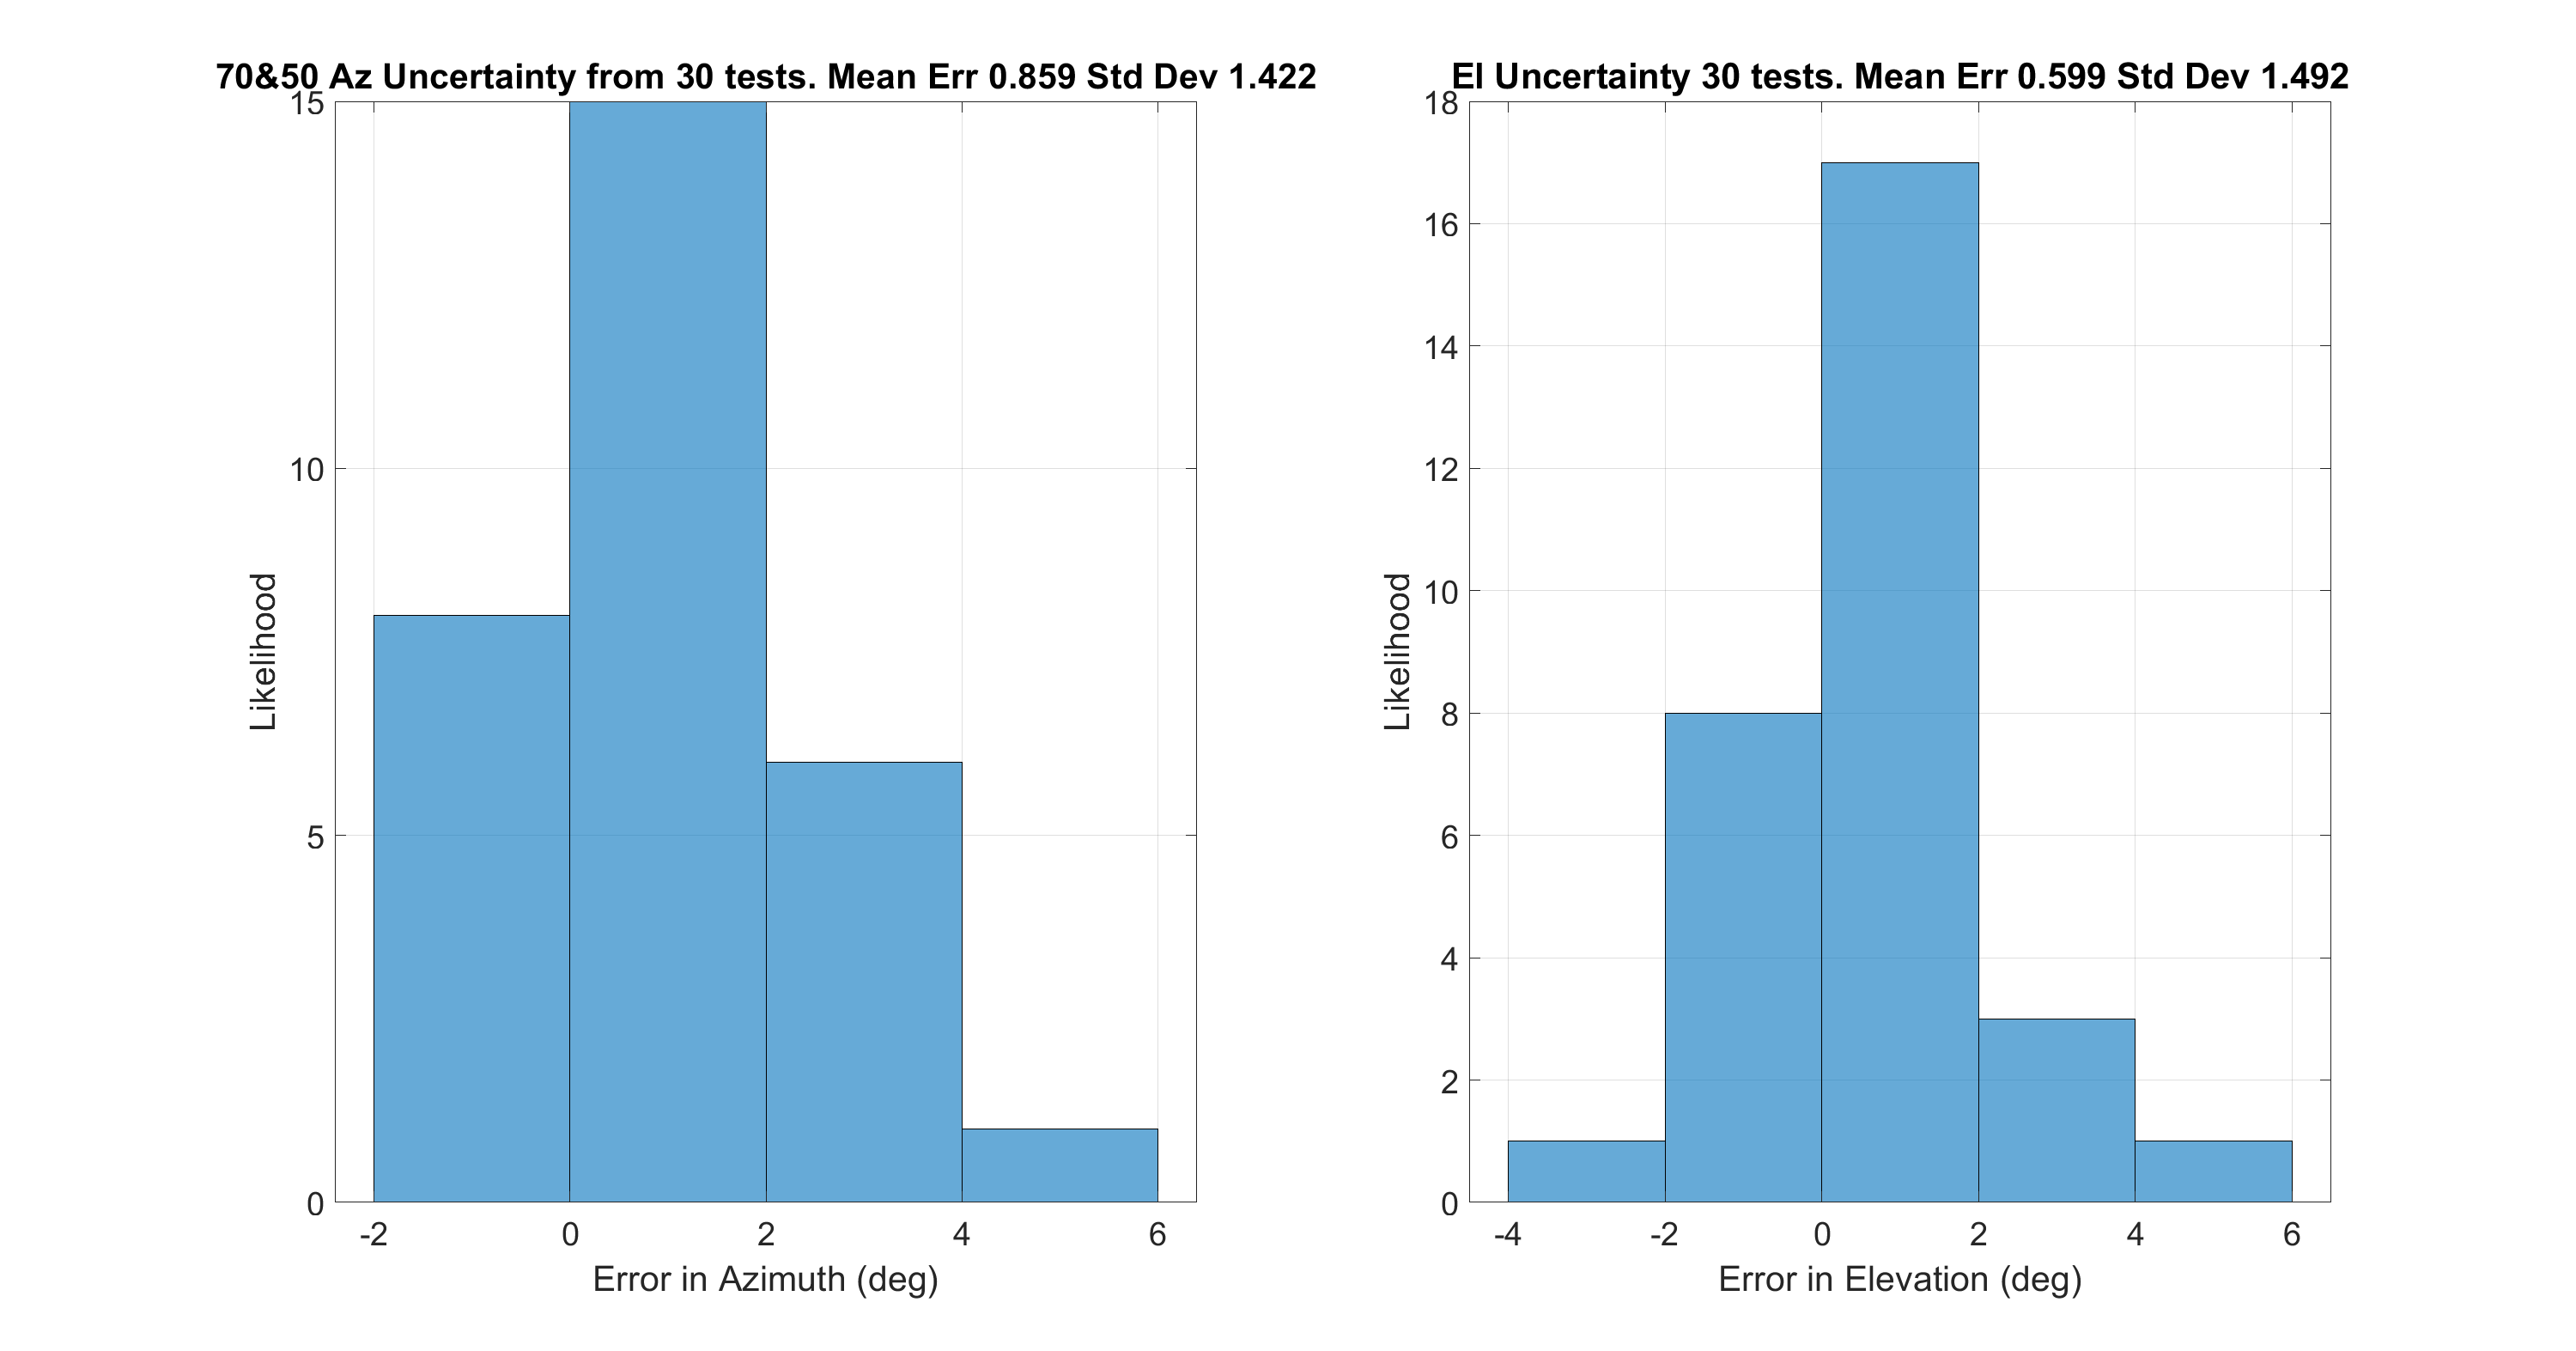 70&50 Az Uncertainty from 30 tests. Mean Err 0.859 Std Dev 1.422
15
10
5
0
Likelihood
-2 0 2 4 6
Error in Azimuth (deg)
El Uncertainty 30 tests. Mean Err 0.599 Std Dev 1.492
18
16
14
12
10
8
6
4
2
0
Likelihood
-4 -2 0 2 4 6
Error in Elevation (deg)